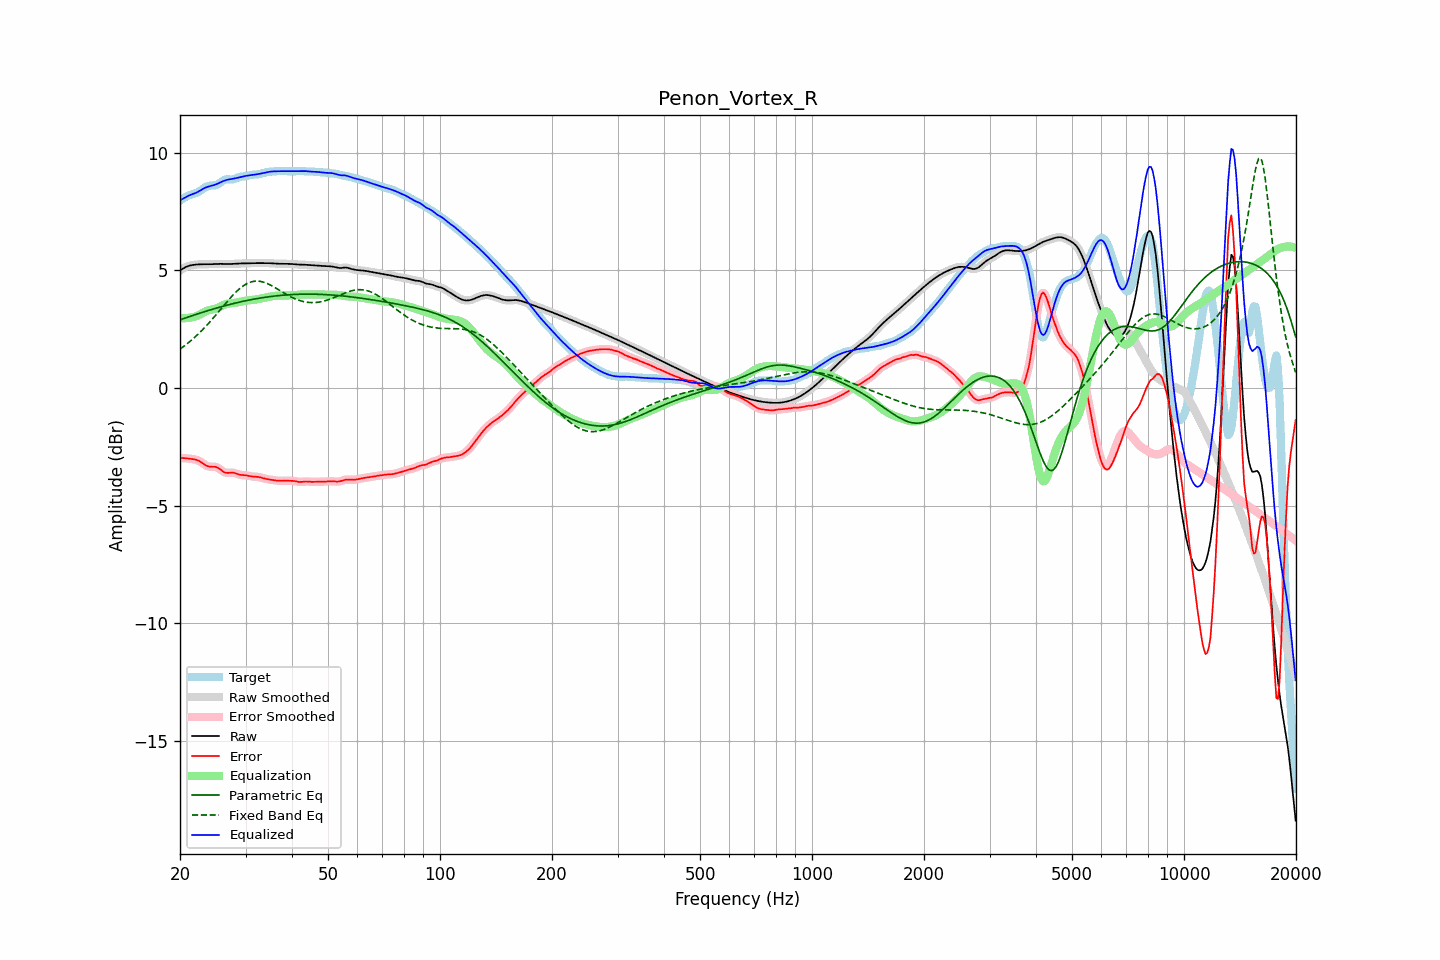 Penon_Vortex_R
10
5
0
−5
−10
−15
Amplitude (dBr)
Target
Raw Smoothed
Error Smoothed
Raw
Error
Equalization
Parametric Eq
Fixed Band Eq
Equalized
20 50 100 200 500 1000 2000 5000 10000 20000
Frequency (Hz)